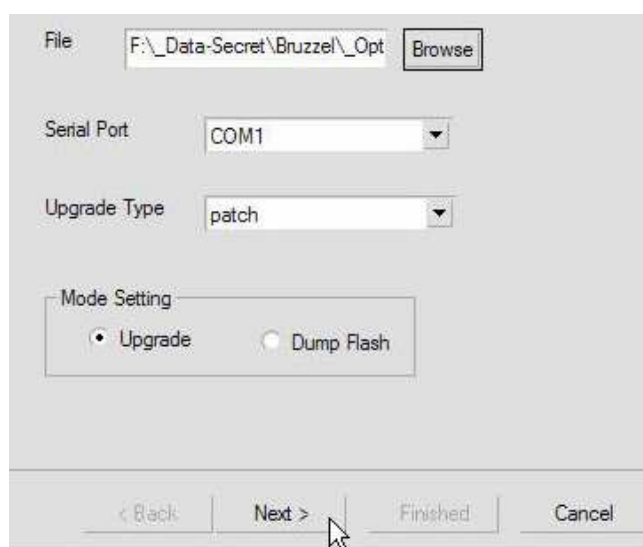 File F:\_Data-Secret\Bruzzel\_Opt Browse
Serial Port COM1
Upgrade Type patch
Mode Setting
Upgrade Dump Flash
< Back Next > Finished Cancel